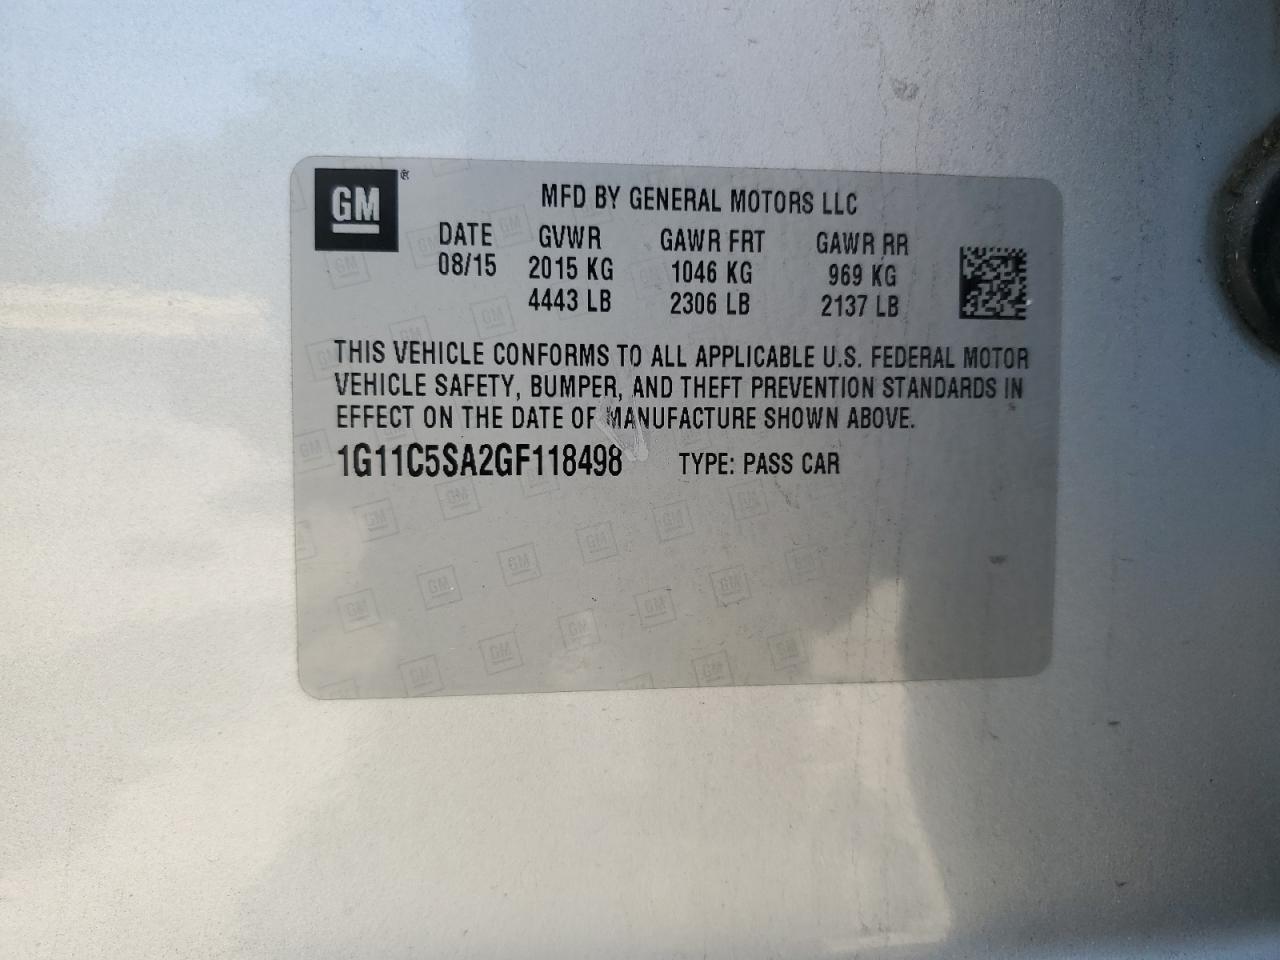 GM®
MFD BY GENERAL MOTORS LLC
DATE GVWR GAWR FRT GAWR RR
08/15 2015 KG 1046 KG 969 KG
4443 LB 2306 LB 2137 LB
THIS VEHICLE CONFORMS TO ALL APPLICABLE U.S. FEDERAL MOTOR
VEHICLE SAFETY, BUMPER, AND THEFT PREVENTION STANDARDS IN
EFFECT ON THE DATE OF MANUFACTURE SHOWN ABOVE.
1G11C5SA2GF118498 TYPE: PASS CAR